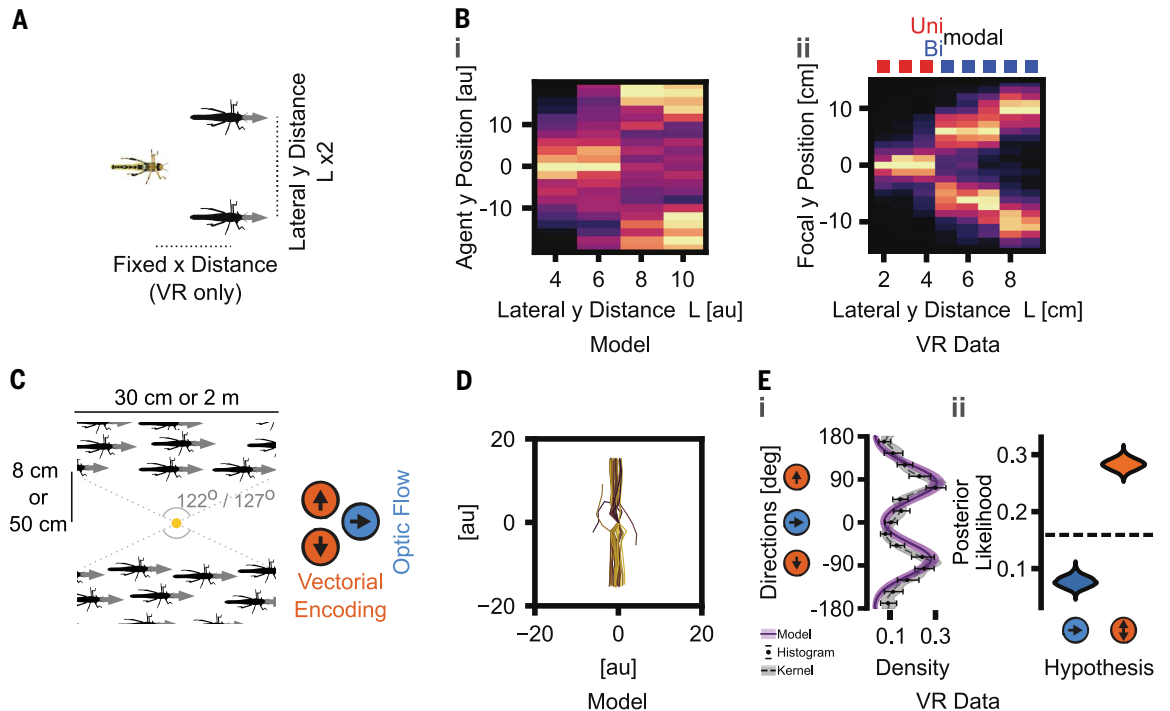 A
Lateral y Distance
L x2
Fixed x Distance
(VR only)
B
i
Agent y Position [au]
10
0
-10
4 6 8 10
Lateral y Distance L [au]
Model
ii
Uni
Bi
modal
Focal y Position [cm]
10
0
-10
2 4 6 8
Lateral y Distance L [cm]
VR Data
C
30 cm or 2 m
8 cm
or
50 cm
122o / 127o
Optic Flow
Vectorial
Encoding
D
20
0
−20
[au]
−20 0 20
[au]
Model
E
i
Directions [deg]
180
90
0
-90
-180
Model
Histogram
Kernel
0.1 0.3
Density
ii
Posterior
Likelihood
0.3
0.2
0.1
Hypothesis
VR Data